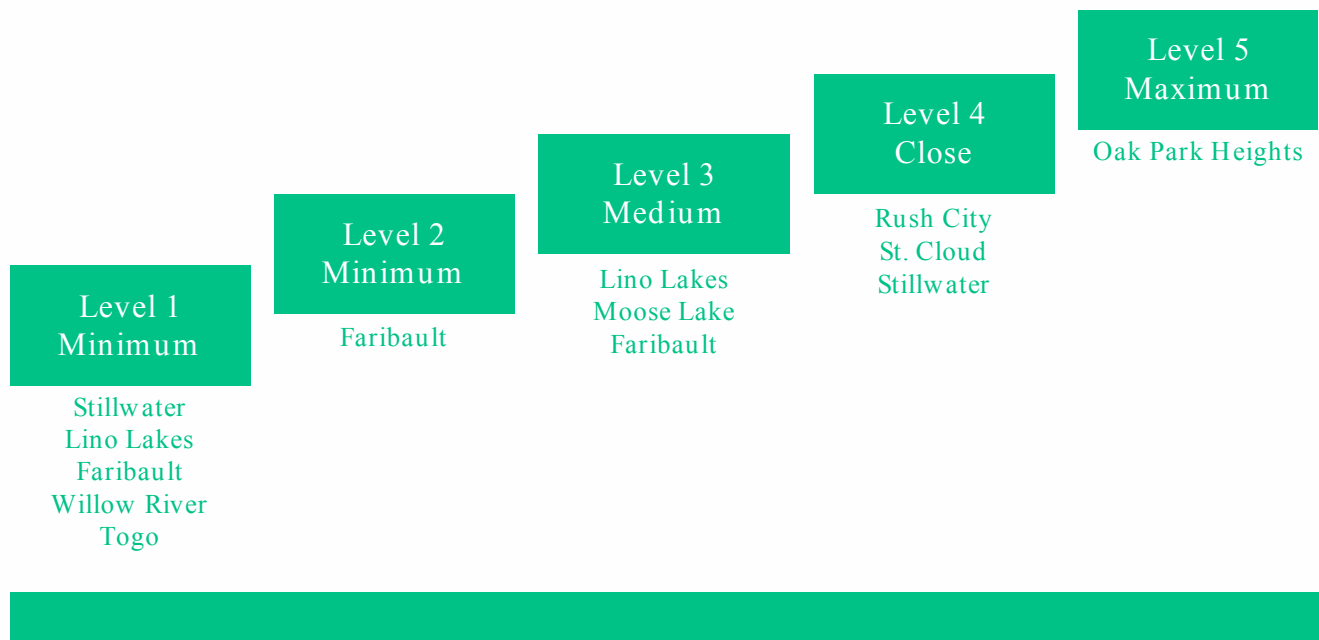 Level 1
Minimum
Stillwater
Lino Lakes
Faribault
Willow River
Togo
Level 2
Minimum
Faribault
Level 3
Medium
Lino Lakes
Moose Lake
Faribault
Level 4
Close
Rush City
St. Cloud
Stillwater
Level 5
Maximum
Oak Park Heights